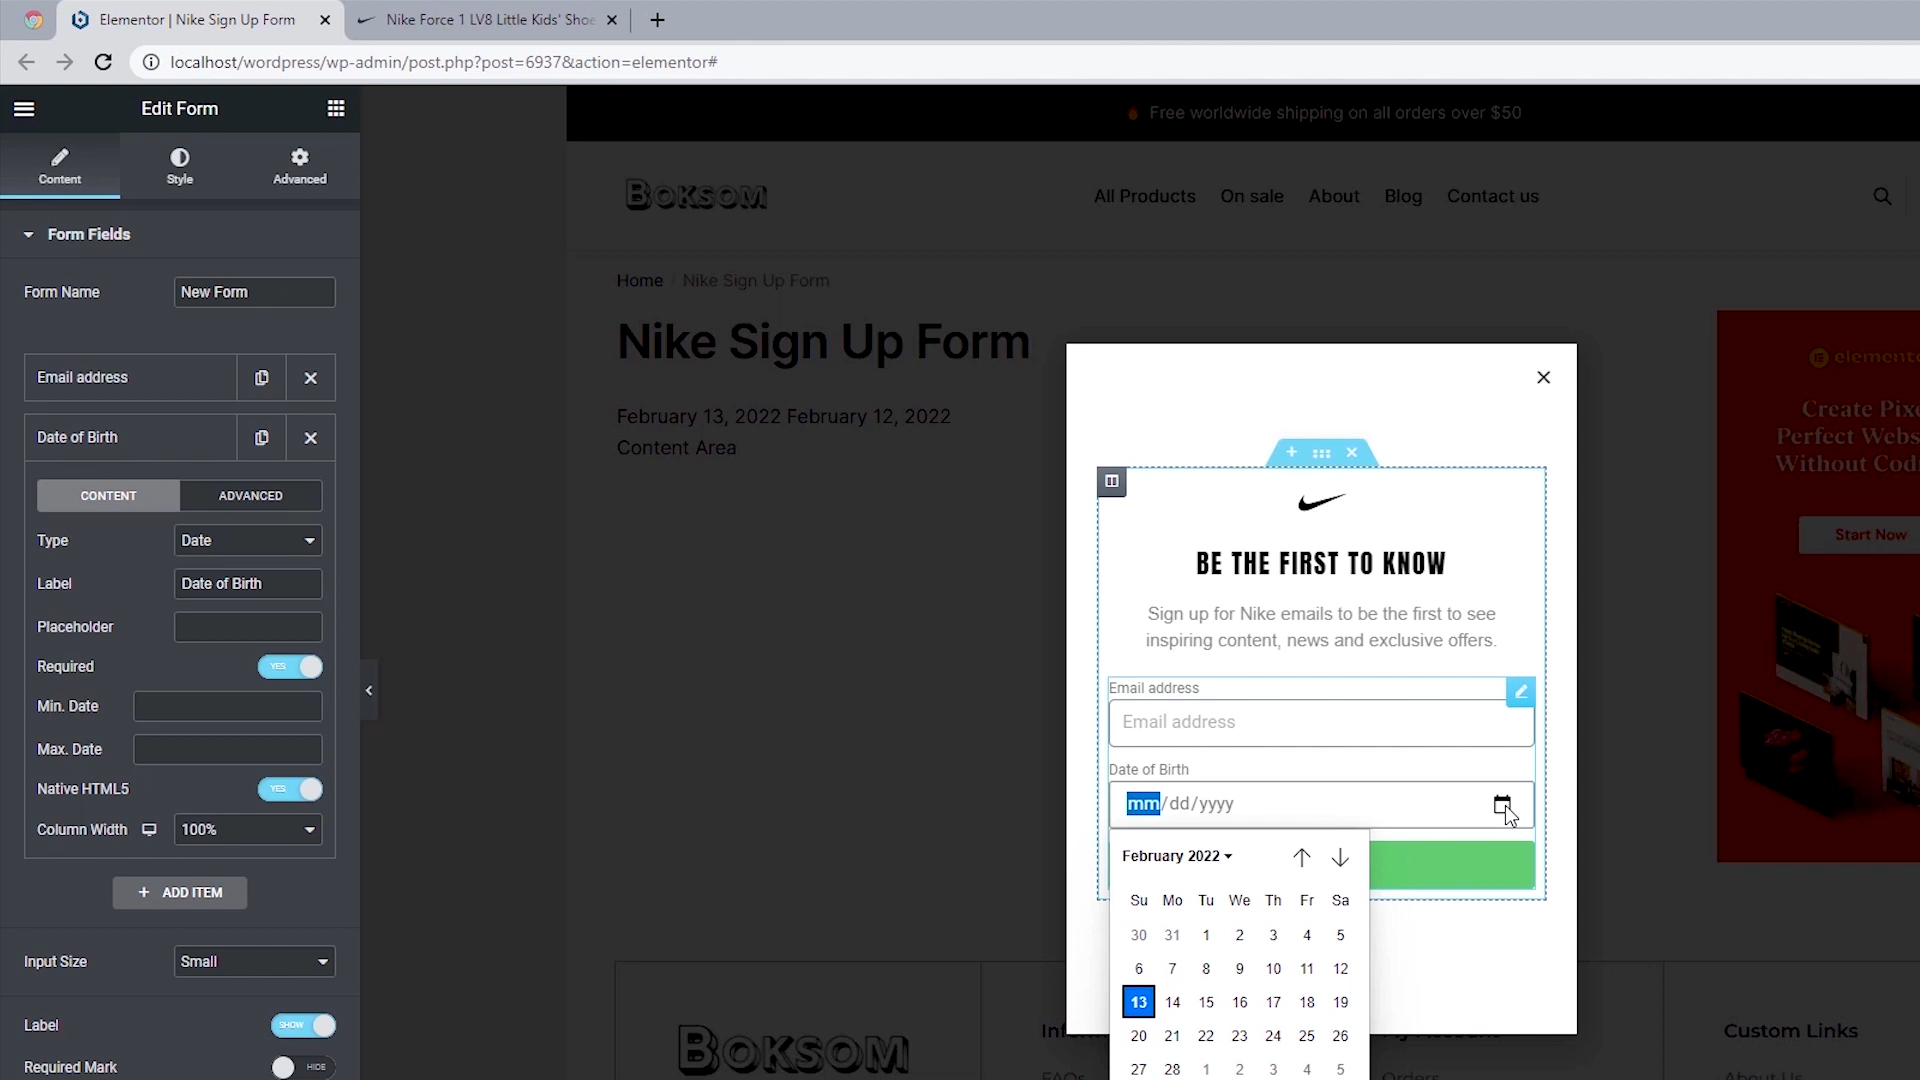 Elementor | Nike Sign Up Form
Nike Force 1 LV8 Little Kids' Shoe
localhost/wordpress/wp-admin/post.php?post=6937&action=elementor#
Edit Form
Content
Style
Advanced
Form Fields
Form Name
New Form
Email address
Date of Birth
CONTENT
ADVANCED
Type
Date
Label
Date of Birth
Placeholder
Required
YES
Min. Date
Max. Date
Native HTML5
YES
Column Width
100%
+ ADD ITEM
Input Size
Small
Label
SHOW
Required Mark
HIDE
Free worldwide shipping on all orders over $50
BOKSOM
All Products
On sale
About
Blog
Contact us
Home / Nike Sign Up Form
Nike Sign Up Form
February 13, 2022 February 12, 2022
Content Area
BE THE FIRST TO KNOW
Sign up for Nike emails to be the first to see
inspiring content, news and exclusive offers.
Email address
Email address
Date of Birth
mm/dd/yyyy
February 2022
Su Mo Tu We Th Fr Sa
30 31 1 2 3 4 5
6 7 8 9 10 11 12
13 14 15 16 17 18 19
20 21 22 23 24 25 26
27 28 1 2 3 4 5
elemento
Create Pixe
Perfect Webs
Without Codi
Start Now
BOKSOM
Custom Links